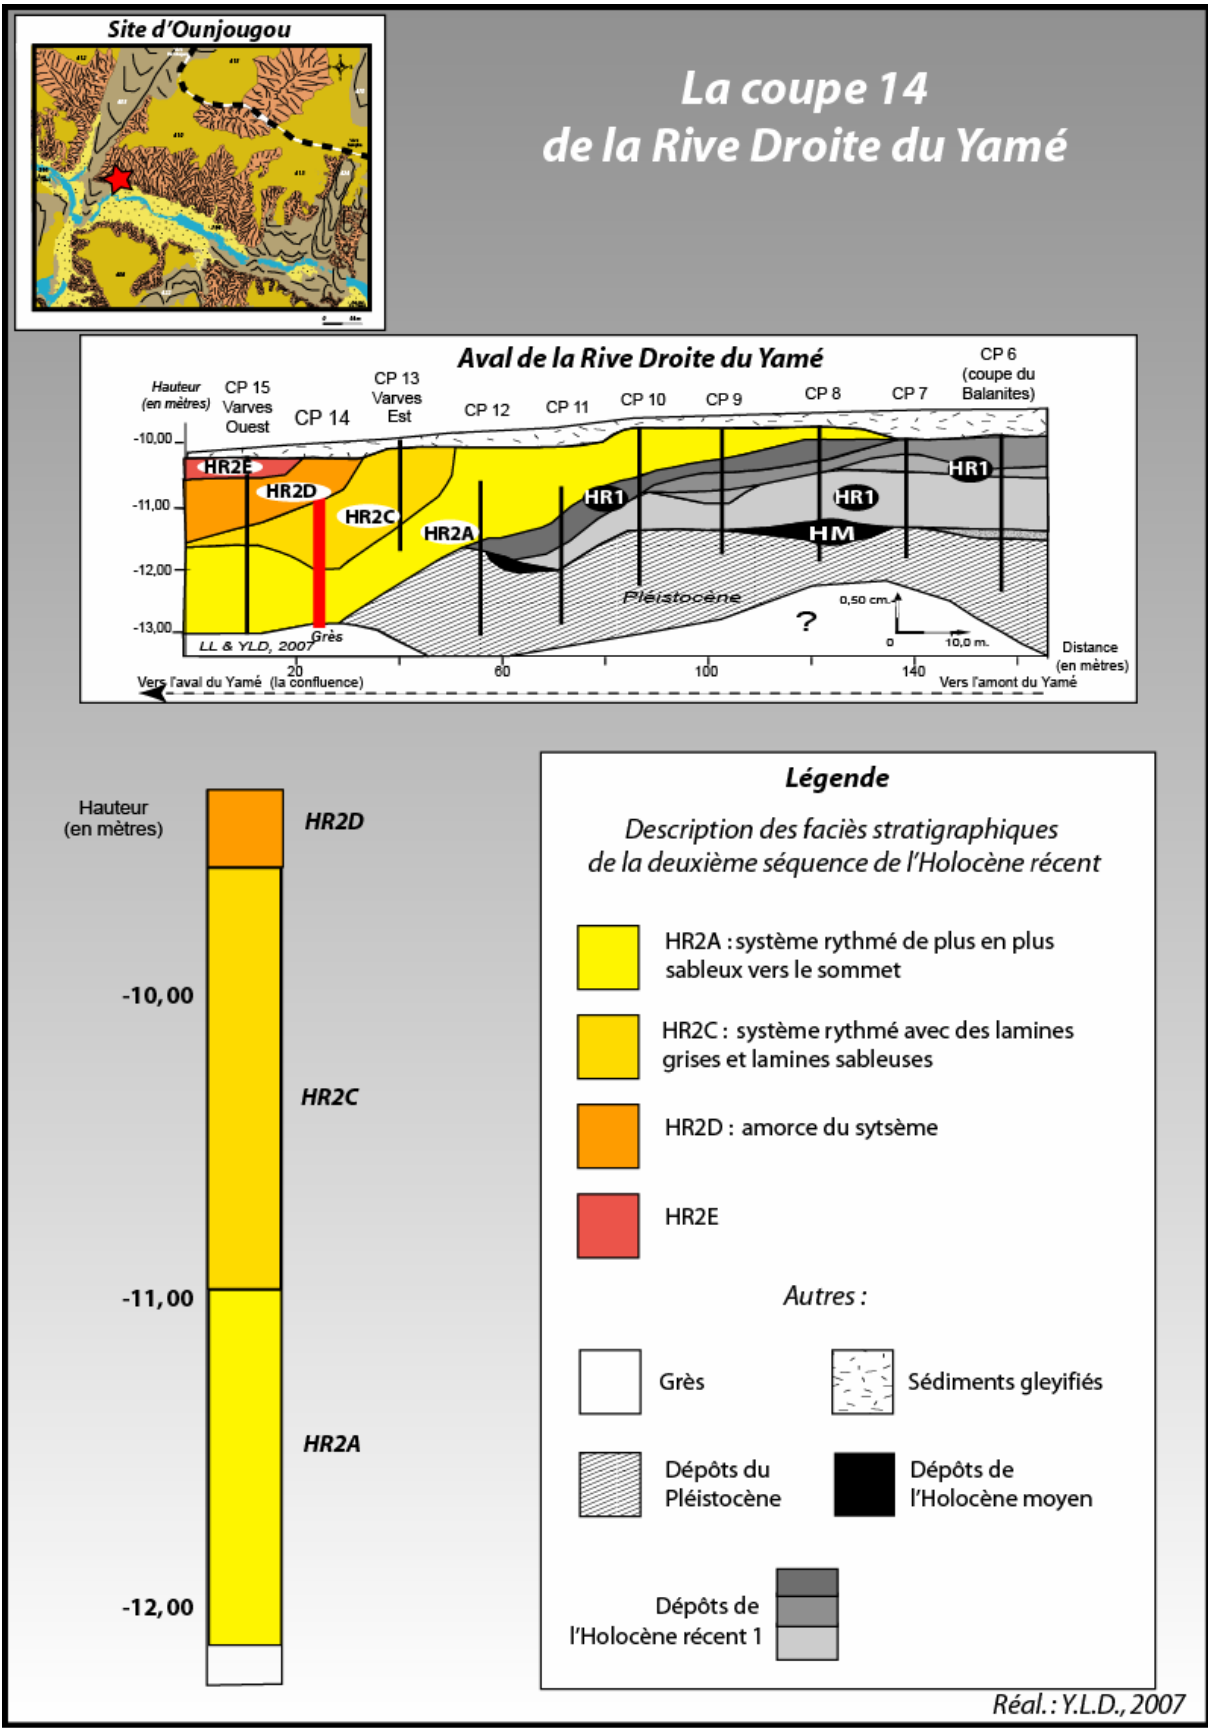 Site d'Ounjougou
La coupe 14
de la Rive Droite du Yamé
Aval de la Rive Droite du Yamé
Hauteur
(en mètres)
CP 15
Varves
Ouest
CP 14
CP 13
Varves
Est
CP 12
CP 11
CP 10
CP 9
CP 8
CP 7
CP 6
(coupe du
Balanites)
-10,00
-11,00
-12,00
-13,00
HR2E
HR2D
HR2C
HR2A
HR1
HR1
HR1
HM
Pléistocène
?
0,50 cm.
0
10,0 m.
Grès
LL & YLD, 2007
20
60
100
140
Distance
(en mètres)
Vers l'aval du Yamé (la confluence)
Vers l'amont du Yamé
Hauteur
(en mètres)
HR2D
-10,00
HR2C
-11,00
HR2A
-12,00
Légende
Description des faciès stratigraphiques
de la deuxième séquence de l'Holocène récent
HR2A : système rythmé de plus en plus
sableux vers le sommet
HR2C : système rythmé avec des lamines
grises et lamines sableuses
HR2D : amorce du sytsème
HR2E
Autres :
Grès
Sédiments gleyifiés
Dépôts du
Pléistocène
Dépôts de
l'Holocène moyen
Dépôts de
l'Holocène récent 1
Réal. : Y.L.D., 2007